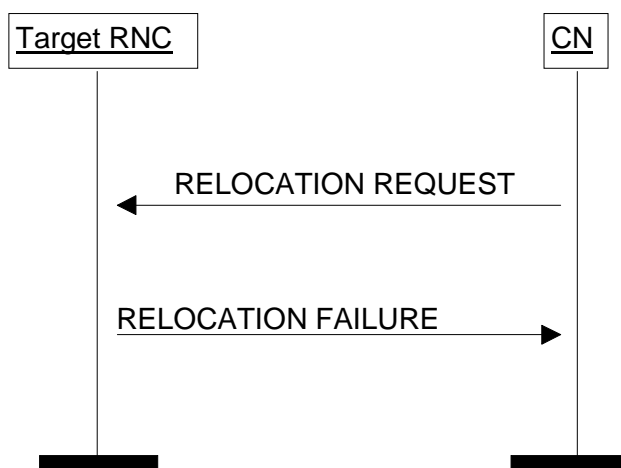 Target RNC
CN
RELOCATION REQUEST
RELOCATION FAILURE